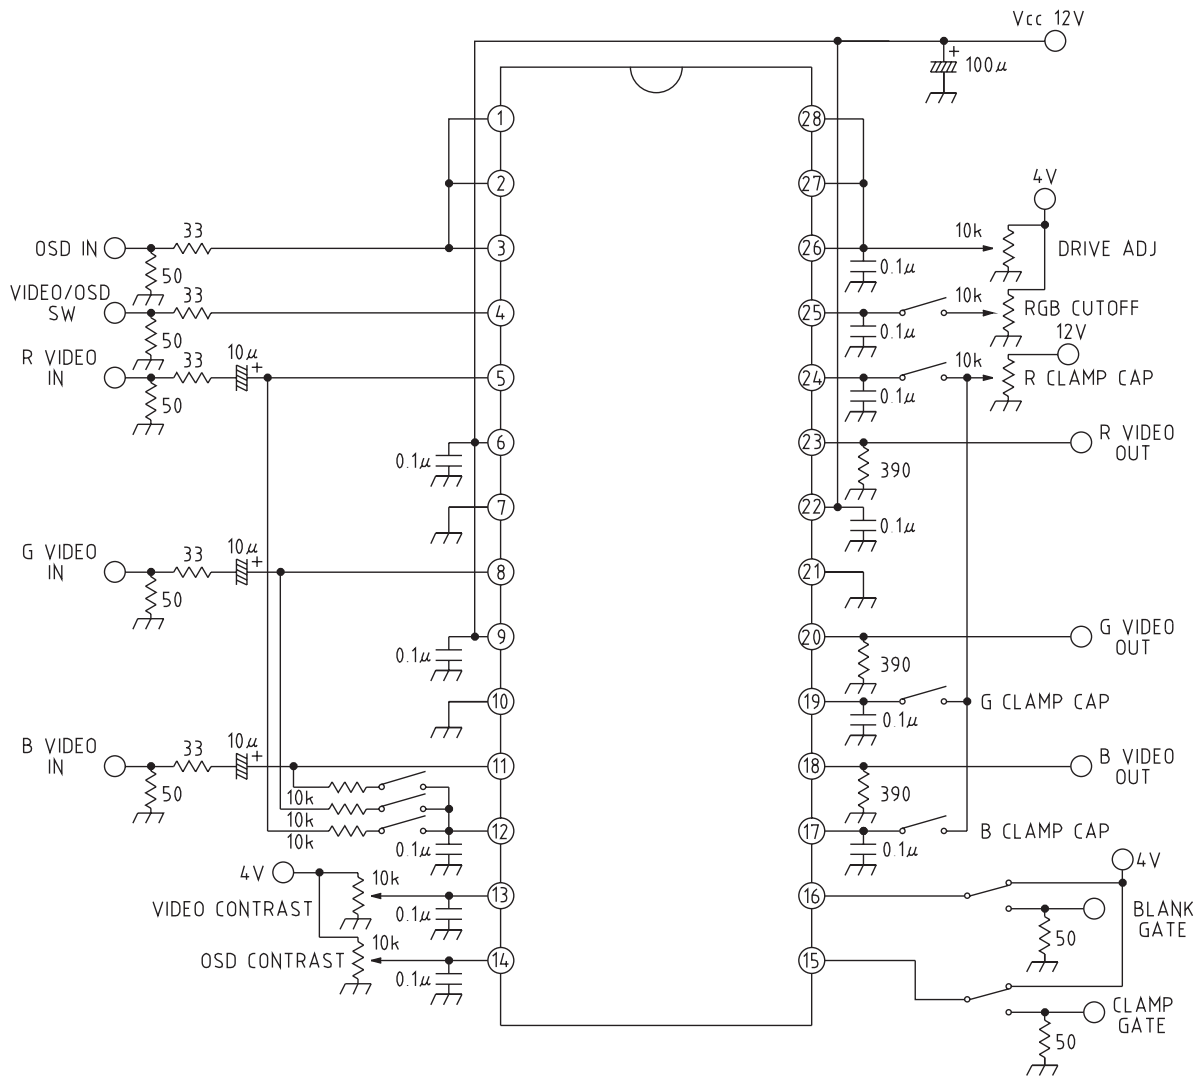 Vcc 12V
+
100μ
1
28
2
27
4V
33
10k
OSD IN
3
26
DRIVE ADJ
50
0.1μ
VIDEO/OSD
SW
33
10k
4
25
RGB CUTOFF
50
0.1μ
12V
R VIDEO
IN
33
10μ
+
10k
5
24
R CLAMP CAP
50
0.1μ
6
23
R VIDEO
OUT
0.1μ
390
7
22
0.1μ
G VIDEO
IN
33
10μ
+
8
21
50
9
20
G VIDEO
OUT
0.1μ
390
10
19
G CLAMP CAP
0.1μ
B VIDEO
IN
33
10μ
+
11
18
B VIDEO
OUT
50
10k
390
10k
10k
12
17
B CLAMP CAP
0.1μ
0.1μ
4V
4V
10k
13
16
VIDEO CONTRAST
0.1μ
BLANK
GATE
50
10k
OSD CONTRAST
14
15
0.1μ
CLAMP
GATE
50